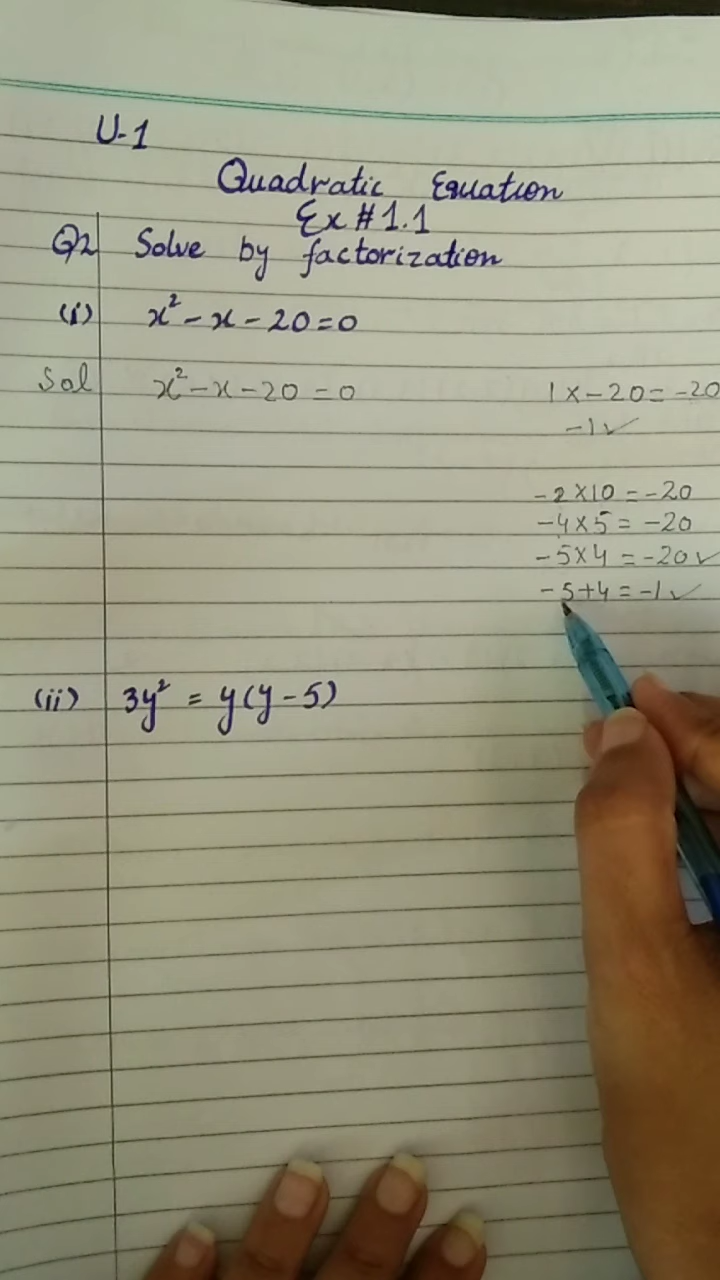 U-1
Quadratic Equation
Ex # 1.1
Q2 Solve by factorization
(i) x² - x - 20 = 0
Sol x² - x - 20 = 0
1 x - 20 = -20
-1 ✓
-2 × 10 = -20
-4 × 5 = -20
-5 × 4 = -20 ✓
-5 + 4 = -1 ✓
(ii) 3y² = y(y - 5)